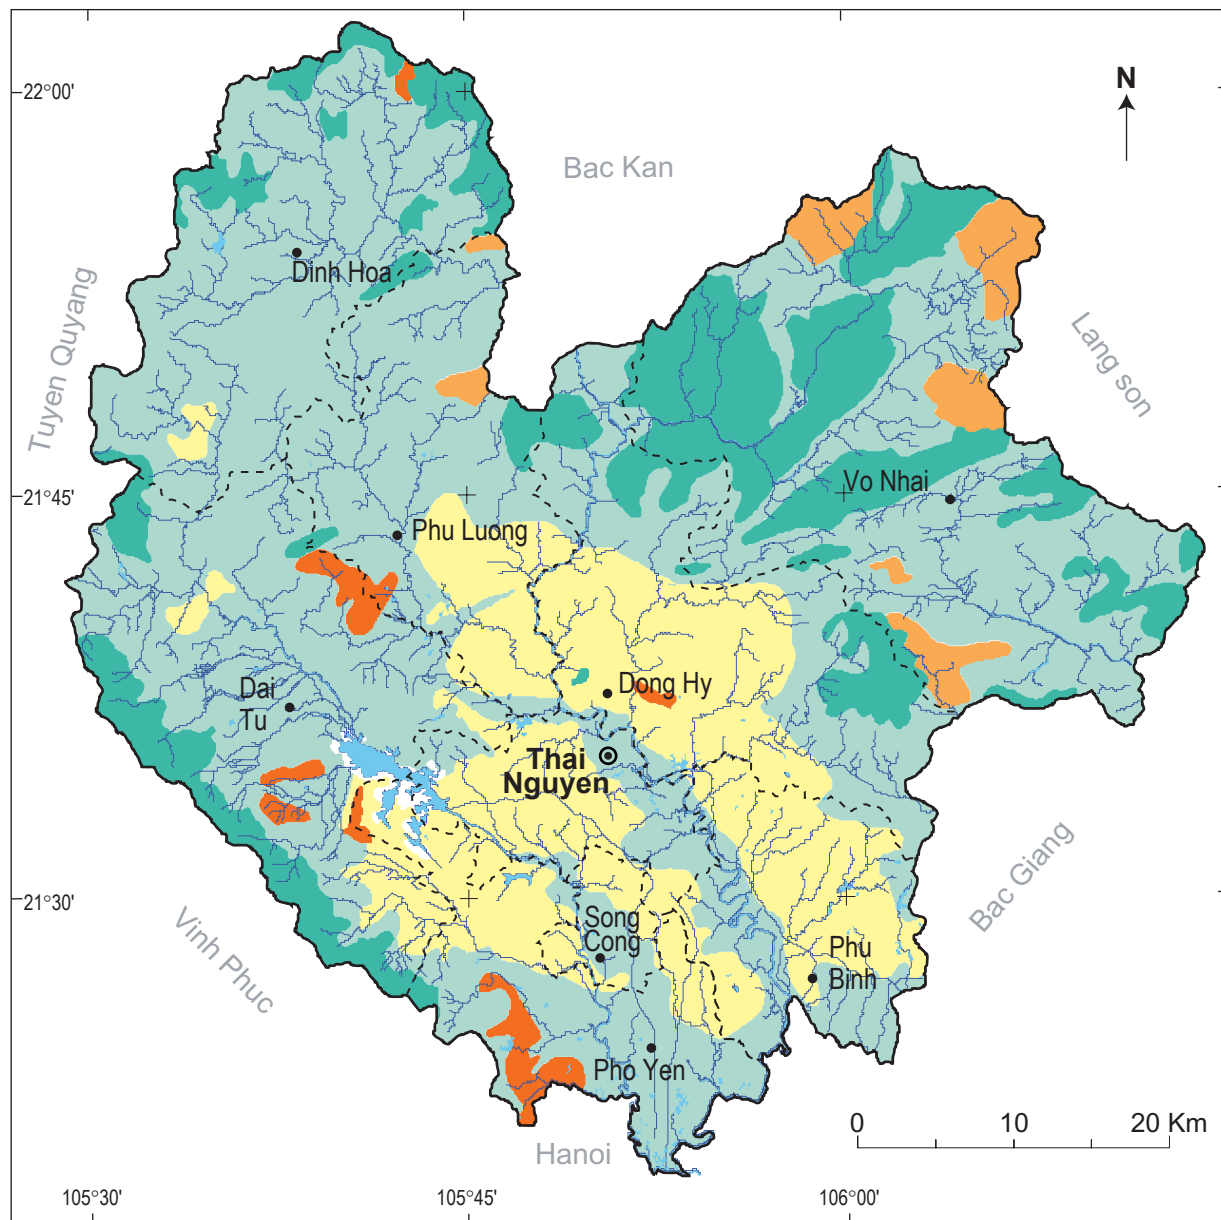 22°00'
N
Bac Kan
Dinh Hoa
Tuyen Quyang
Lang son
Vo Nhai
21°45'
Phu Luong
Dong Hy
Dai
Tu
Thai
Nguyen
Bac Giang
21°30'
Song
Cong
Vinh Phuc
Phu
Binh
Pho Yen
0 10 20 Km
Hanoi
105°30' 105°45' 106°00'